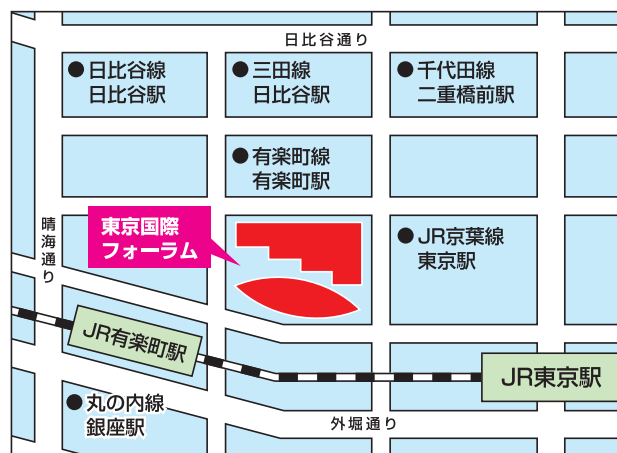 日比谷通り
●日比谷線
日比谷駅
●三田線
日比谷駅
●千代田線
二重橋前駅
●有楽町線
有楽町駅
晴海通り
東京国際
フォーラム
●JR京葉線
東京駅
JR有楽町駅
JR東京駅
●丸の内線
銀座駅
外堀通り